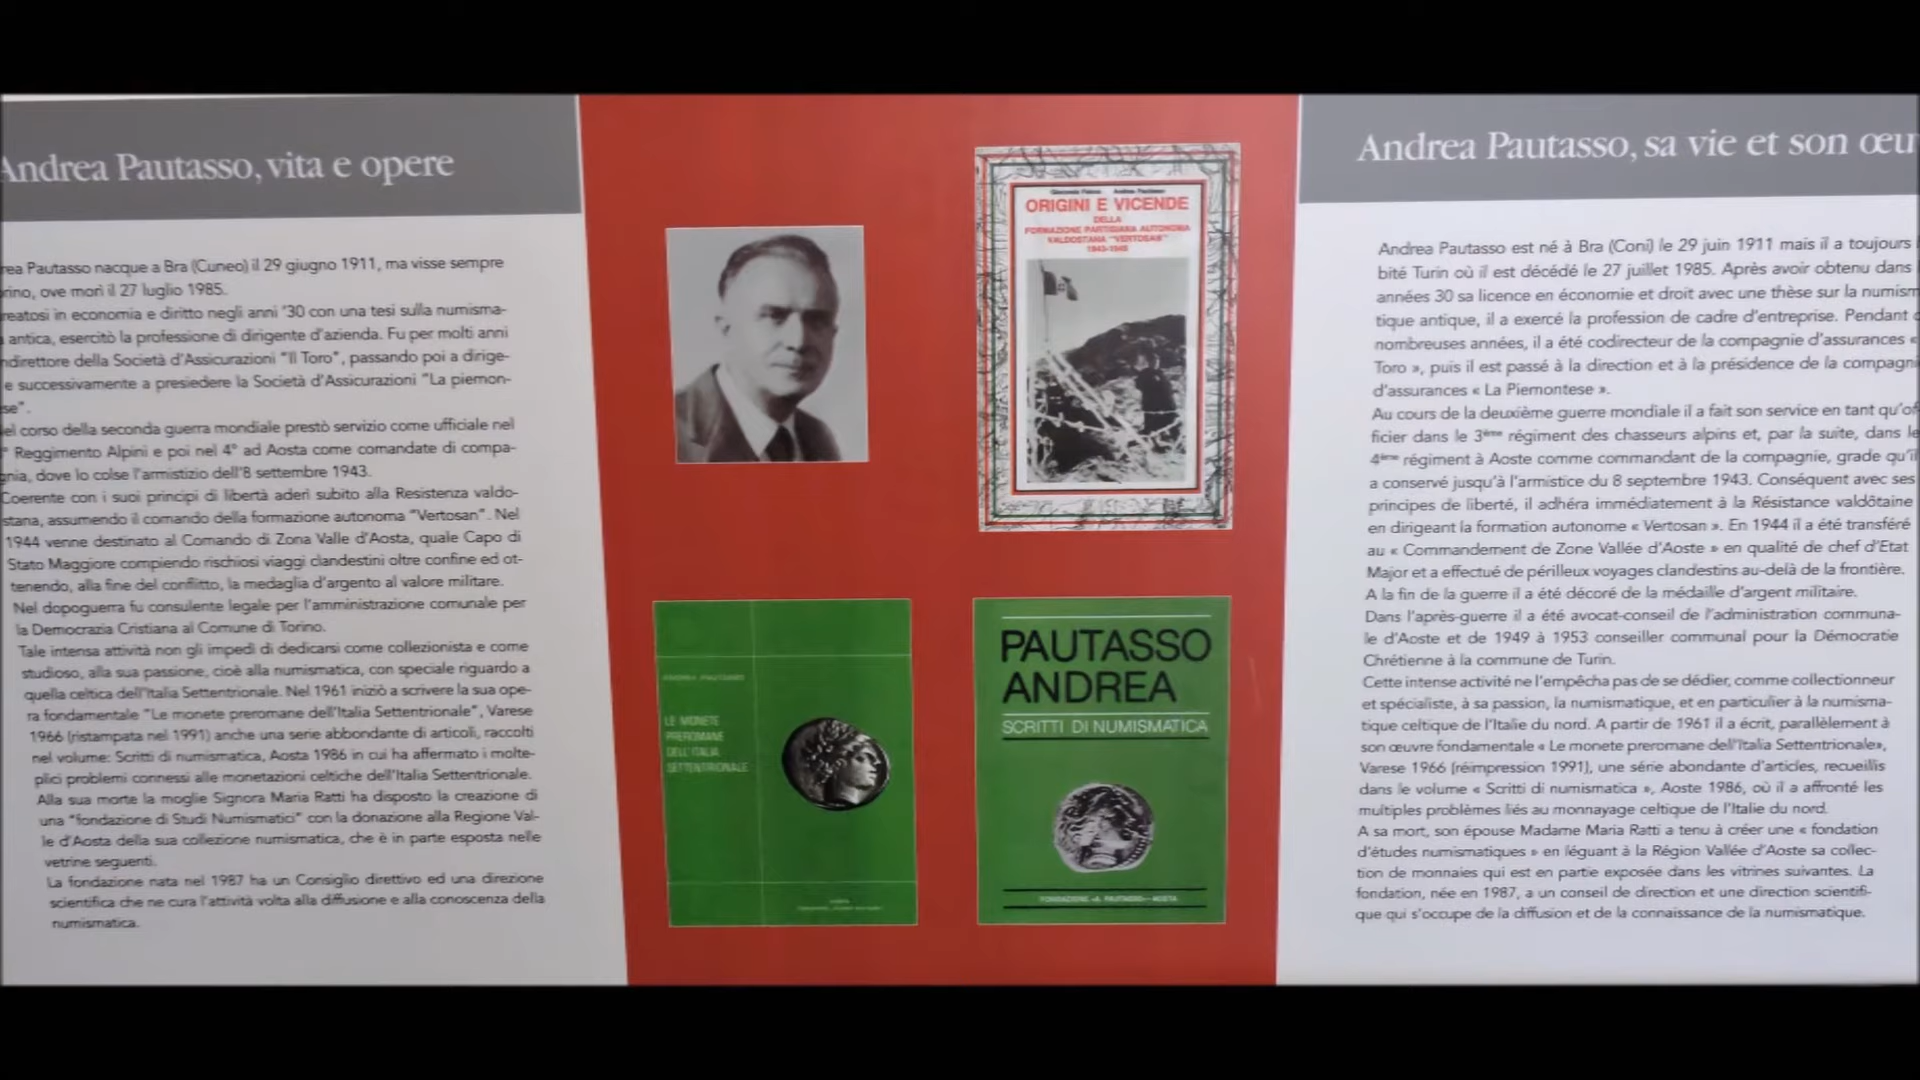 Andrea Pautasso, vita e opere
rea Pautasso nacque a Bra (Cuneo) il 29 giugno 1911, ma visse sempre
rino, ove morì il 27 luglio 1985.
reatosi in economia e diritto negli anni '30 con una tesi sulla numisma-
antica, esercitò la professione di dirigente d'azienda. Fu per molti anni
ndirettore della Società d'Assicurazioni "Il Toro", passando poi a dirige-
e successivamente a presiedere la Società d'Assicurazioni "La piemon-
se".
el corso della seconda guerra mondiale prestò servizio come ufficiale nel
° Reggimento Alpini e poi nel 4° ad Aosta come comandate di compa-
gnia, dove lo colse l'armistizio dell'8 settembre 1943.
Coerente con i suoi principi di libertà aderì subito alla Resistenza valdo-
stana, assumendo il comando della formazione autonoma "Vertosan". Nel
1944 venne destinato al Comando di Zona Valle d'Aosta, quale Capo di
Stato Maggiore compiendo rischiosi viaggi clandestini oltre confine ed ot-
tenendo, alla fine del conflitto, la medaglia d'argento al valore militare.
Nel dopoguerra fu consulente legale per l'amministrazione comunale per
la Democrazia Cristiana al Comune di Torino.
Tale intensa attività non gli impedì di dedicarsi come collezionista e come
studioso, alla sua passione, cioè alla numismatica, con speciale riguardo a
quella celtica dell'Italia Settentrionale. Nel 1961 iniziò a scrivere la sua ope-
ra fondamentale "Le monete preromane dell'Italia Settentrionale", Varese
1966 (ristampata nel 1991) anche una serie abbondante di articoli, raccolti
nel volume: Scritti di numismatica, Aosta 1986 in cui ha affermato i molte-
plici problemi connessi alle monetazioni celtiche dell'Italia Settentrionale.
Alla sua morte la moglie Signora Maria Ratti ha disposto la creazione di
una "fondazione di Studi Numismatici" con la donazione alla Regione Val-
le d'Aosta della sua collezione numismatica, che è in parte esposta nelle
vetrine seguenti.
La fondazione nata nel 1987 ha un Consiglio direttivo ed una direzione
scientifica che ne cura l'attività volta alla diffusione e alla conoscenza della
numismatica.
Andrea Pautasso
ORIGINI E VICENDE
DELLA
FORMAZIONE PARTIGIANA AUTONOMA
VALDOSTANA "VERTOSAN"
1943-1945
ANDREA PAUTASSO
LE MONETE
PREROMANE
DELL'ITALIA
SETTENTRIONALE
PAUTASSO
ANDREA
SCRITTI DI NUMISMATICA
FONDAZIONE «A. PAUTASSO» - AOSTA
Andrea Pautasso, sa vie et son œu
Andrea Pautasso est né à Bra (Coni) le 29 juin 1911 mais il a toujours
bité Turin où il est décédé le 27 juillet 1985. Après avoir obtenu dans
années 30 sa licence en économie et droit avec une thèse sur la numism
tique antique, il a exercé la profession de cadre d'entreprise. Pendant
nombreuses années, il a été codirecteur de la compagnie d'assurances «
Toro », puis il est passé à la direction et à la présidence de la compagni
d'assurances « La Piemontese ».
Au cours de la deuxième guerre mondiale il a fait son service en tant qu'of
ficier dans le 3ème régiment des chasseurs alpins et, par la suite, dans le
4ème régiment à Aoste comme commandant de la compagnie, grade qu'il
a conservé jusqu'à l'armistice du 8 septembre 1943. Conséquent avec ses
principes de liberté, il adhéra immédiatement à la Résistance valdôtaine
en dirigeant la formation autonome « Vertosan ». En 1944 il a été transféré
au « Commandement de Zone Vallée d'Aoste » en qualité de chef d'Etat
Major et a effectué de périlleux voyages clandestins au-delà de la frontière.
A la fin de la guerre il a été décoré de la médaille d'argent militaire.
Dans l'après-guerre il a été avocat-conseil de l'administration communa-
le d'Aoste et de 1949 à 1953 conseiller communal pour la Démocratie
Chrétienne à la commune de Turin.
Cette intense activité ne l'empêcha pas de se dédier, comme collectionneur
et spécialiste, à sa passion, la numismatique, et en particulier à la numisma-
tique celtique de l'Italie du nord. A partir de 1961 il a écrit, parallèlement à
son œuvre fondamentale « Le monete preromane dell'Italia Settentrionale»,
Varese 1966 (réimpression 1991), une série abondante d'articles, recueillis
dans le volume « Scritti di numismatica », Aoste 1986, où il a affronté les
multiples problèmes liés au monnayage celtique de l'Italie du nord.
A sa mort, son épouse Madame Maria Ratti a tenu à créer une « fondation
d'études numismatiques » en léguant à la Région Vallée d'Aoste sa collec-
tion de monnaies qui est en partie exposée dans les vitrines suivantes. La
fondation, née en 1987, a un conseil de direction et une direction scientifi-
que qui s'occupe de la diffusion et de la connaissance de la numismatique.